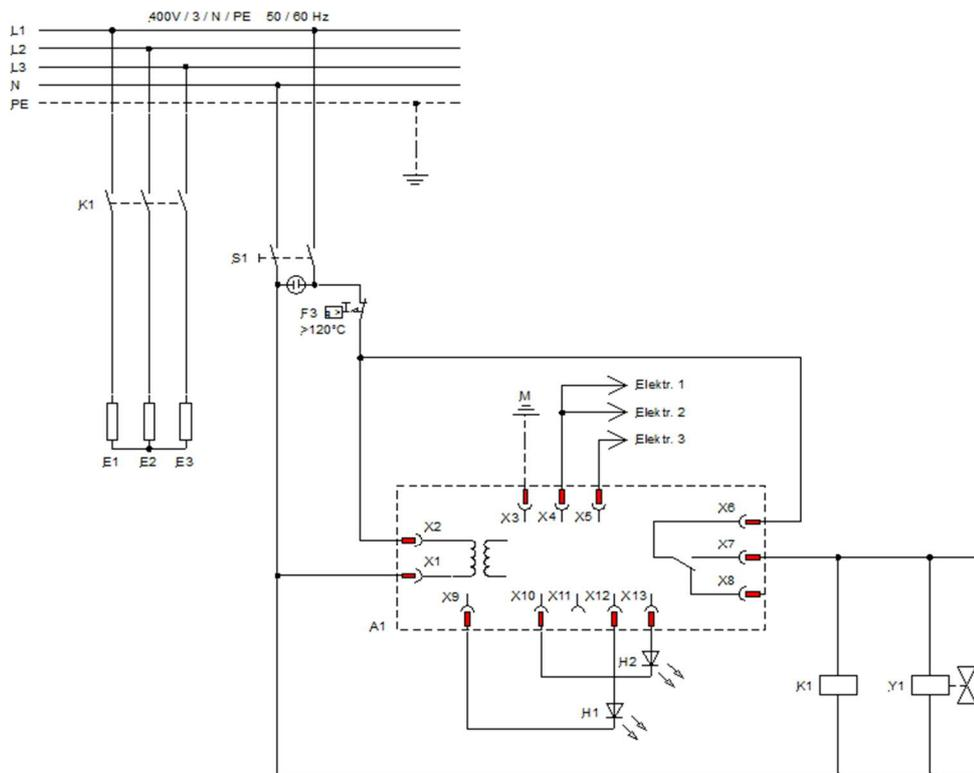 400V / 3 / N / PE 50 / 60 Hz
L1
L2
L3
N
PE
K1
S1
F3
>120°C
Elektr. 1
M
Elektr. 2
Elektr. 3
E1 E2 E3
X3 X4 X5
X6
X2
X7
X1
X8
X9 X10 X11 X12 X13
A1
H2
K1 Y1
H1